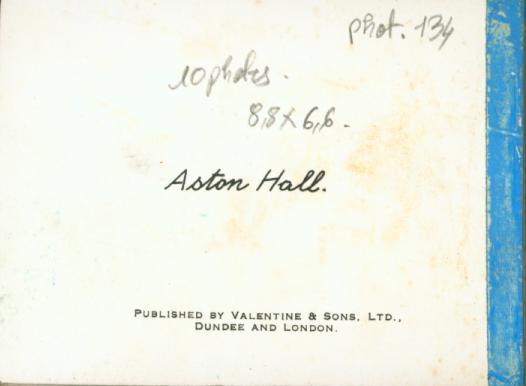 phot. 134
10 photos.
8,8 x 6,6.
Aston Hall.
PUBLISHED BY VALENTINE & SONS, LTD.,
DUNDEE AND LONDON.